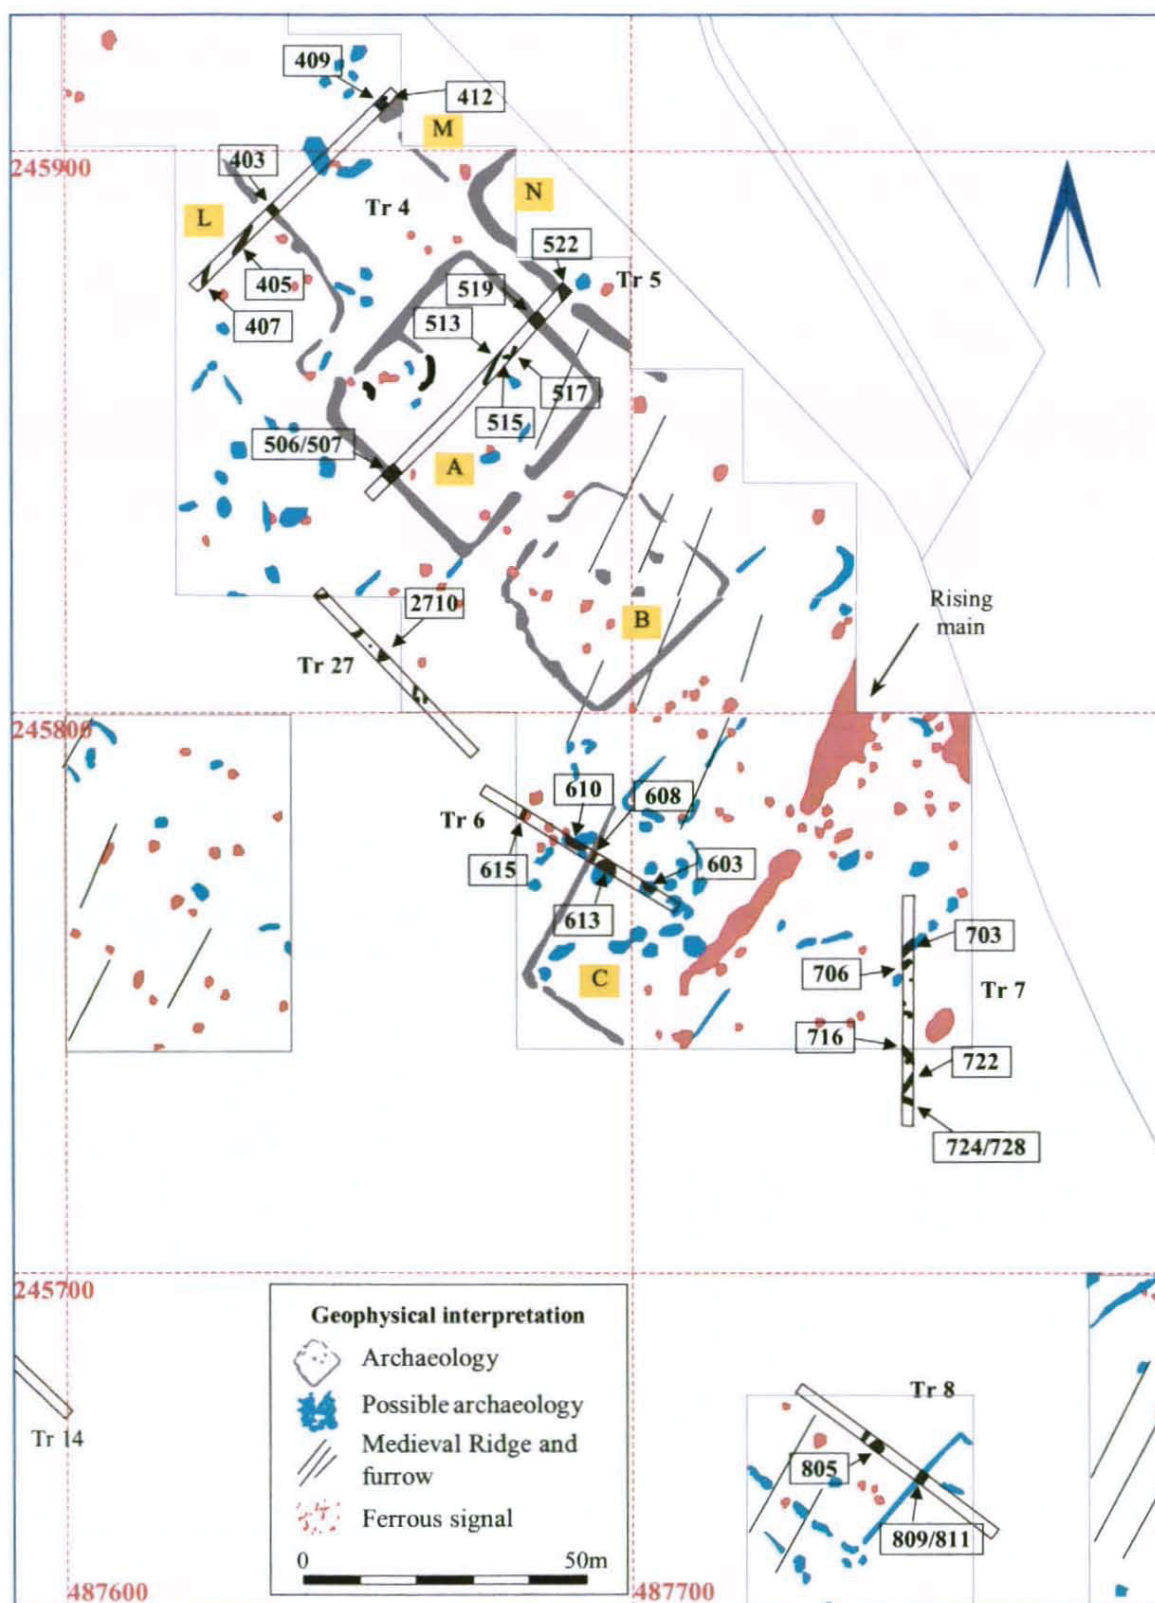 409
412
M
245900
403
N
L
Tr 4
522
519
Tr 5
405
513
407
517
515
506/507
A
2710
B
Rising
main
Tr 27
245800
610
608
Tr 6
615
603
613
703
C
706
Tr 7
716
722
724/728
245700
Geophysical interpretation
Archaeology
Possible archaeology
Medieval Ridge and
furrow
Ferrous signal
0
50m
Tr 14
Tr 8
805
809/811
487600
487700